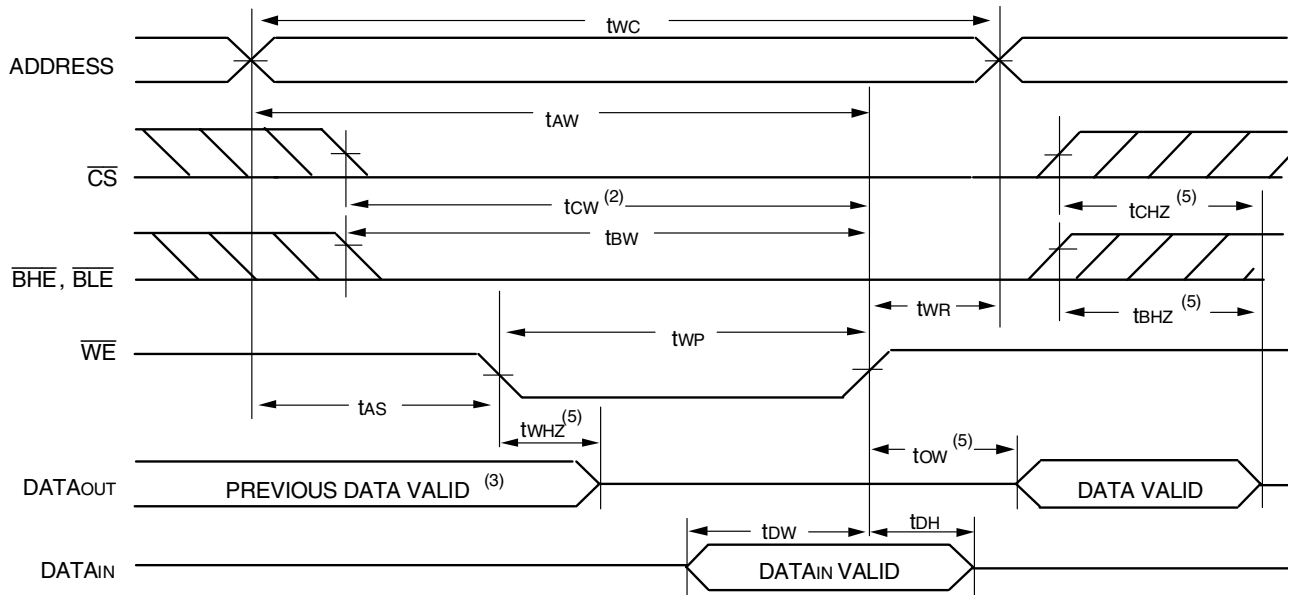 tWC
ADDRESS
tAW
CS
tCW (2)
tCHZ (5)
tBW
BHE, BLE
tWR
tBHZ (5)
tWP
WE
tAS
tWHZ (5)
tOW (5)
DATAOUT
PREVIOUS DATA VALID (3)
DATA VALID
tDW
tDH
DATAIN
DATAIN VALID